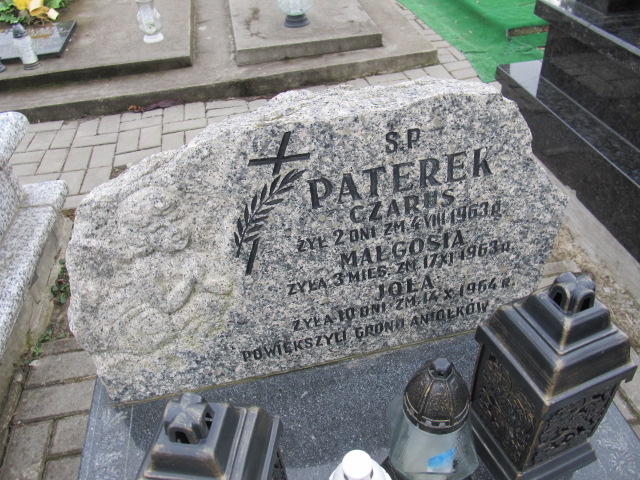 Ś.P.
PATEREK
CZARUŚ
ŻYŁ 2 DNI ZM. 4 VIII 1963 R.
MAŁGOSIA
ŻYŁA 3 MIES. ZM. 17 XI 1963 R.
JOLA
ŻYŁA 10 DNI ZM. 14 X 1964 R.
POWIĘKSZYLI GRONO ANIOŁKÓW